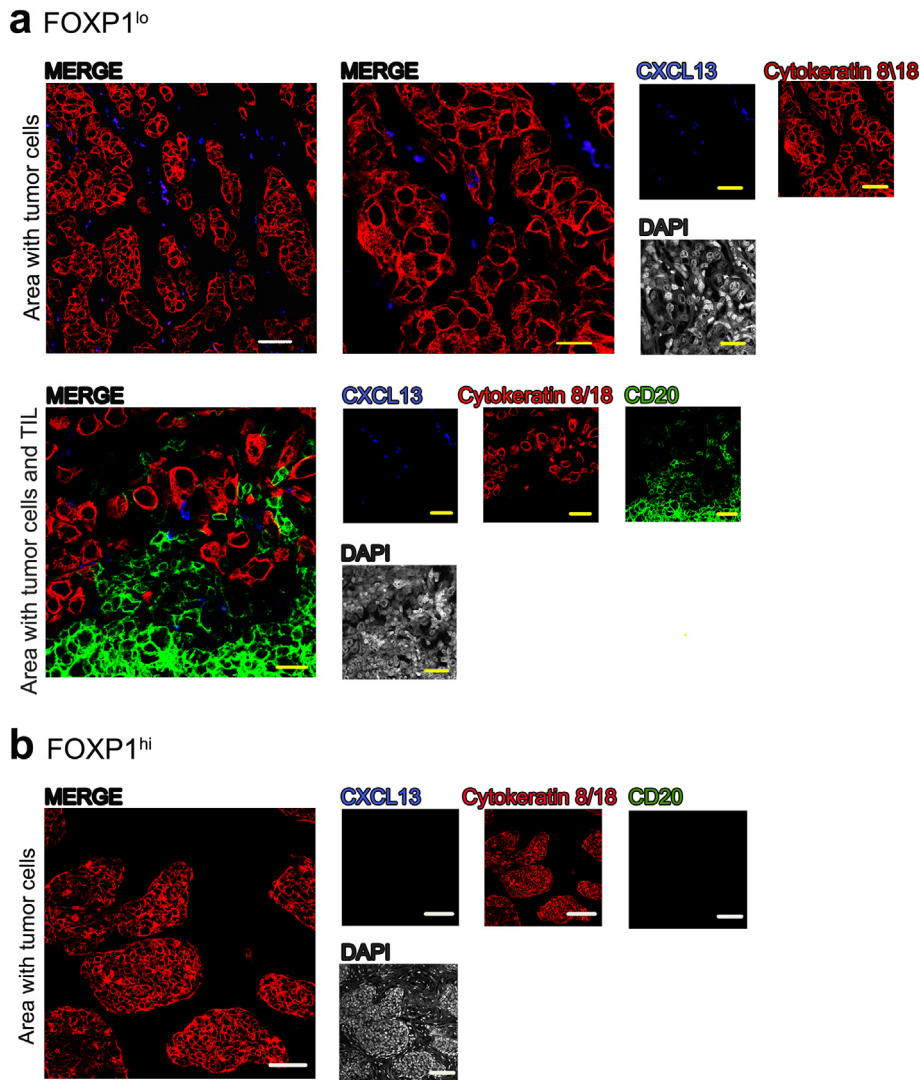 a FOXP1lo
MERGE
MERGE
CXCL13
Cytokeratin 8\18
Area with tumor cells
DAPI
MERGE
CXCL13
Cytokeratin 8/18
CD20
Area with tumor cells and TIL
DAPI
b FOXP1hi
MERGE
CXCL13
Cytokeratin 8/18
CD20
Area with tumor cells
DAPI